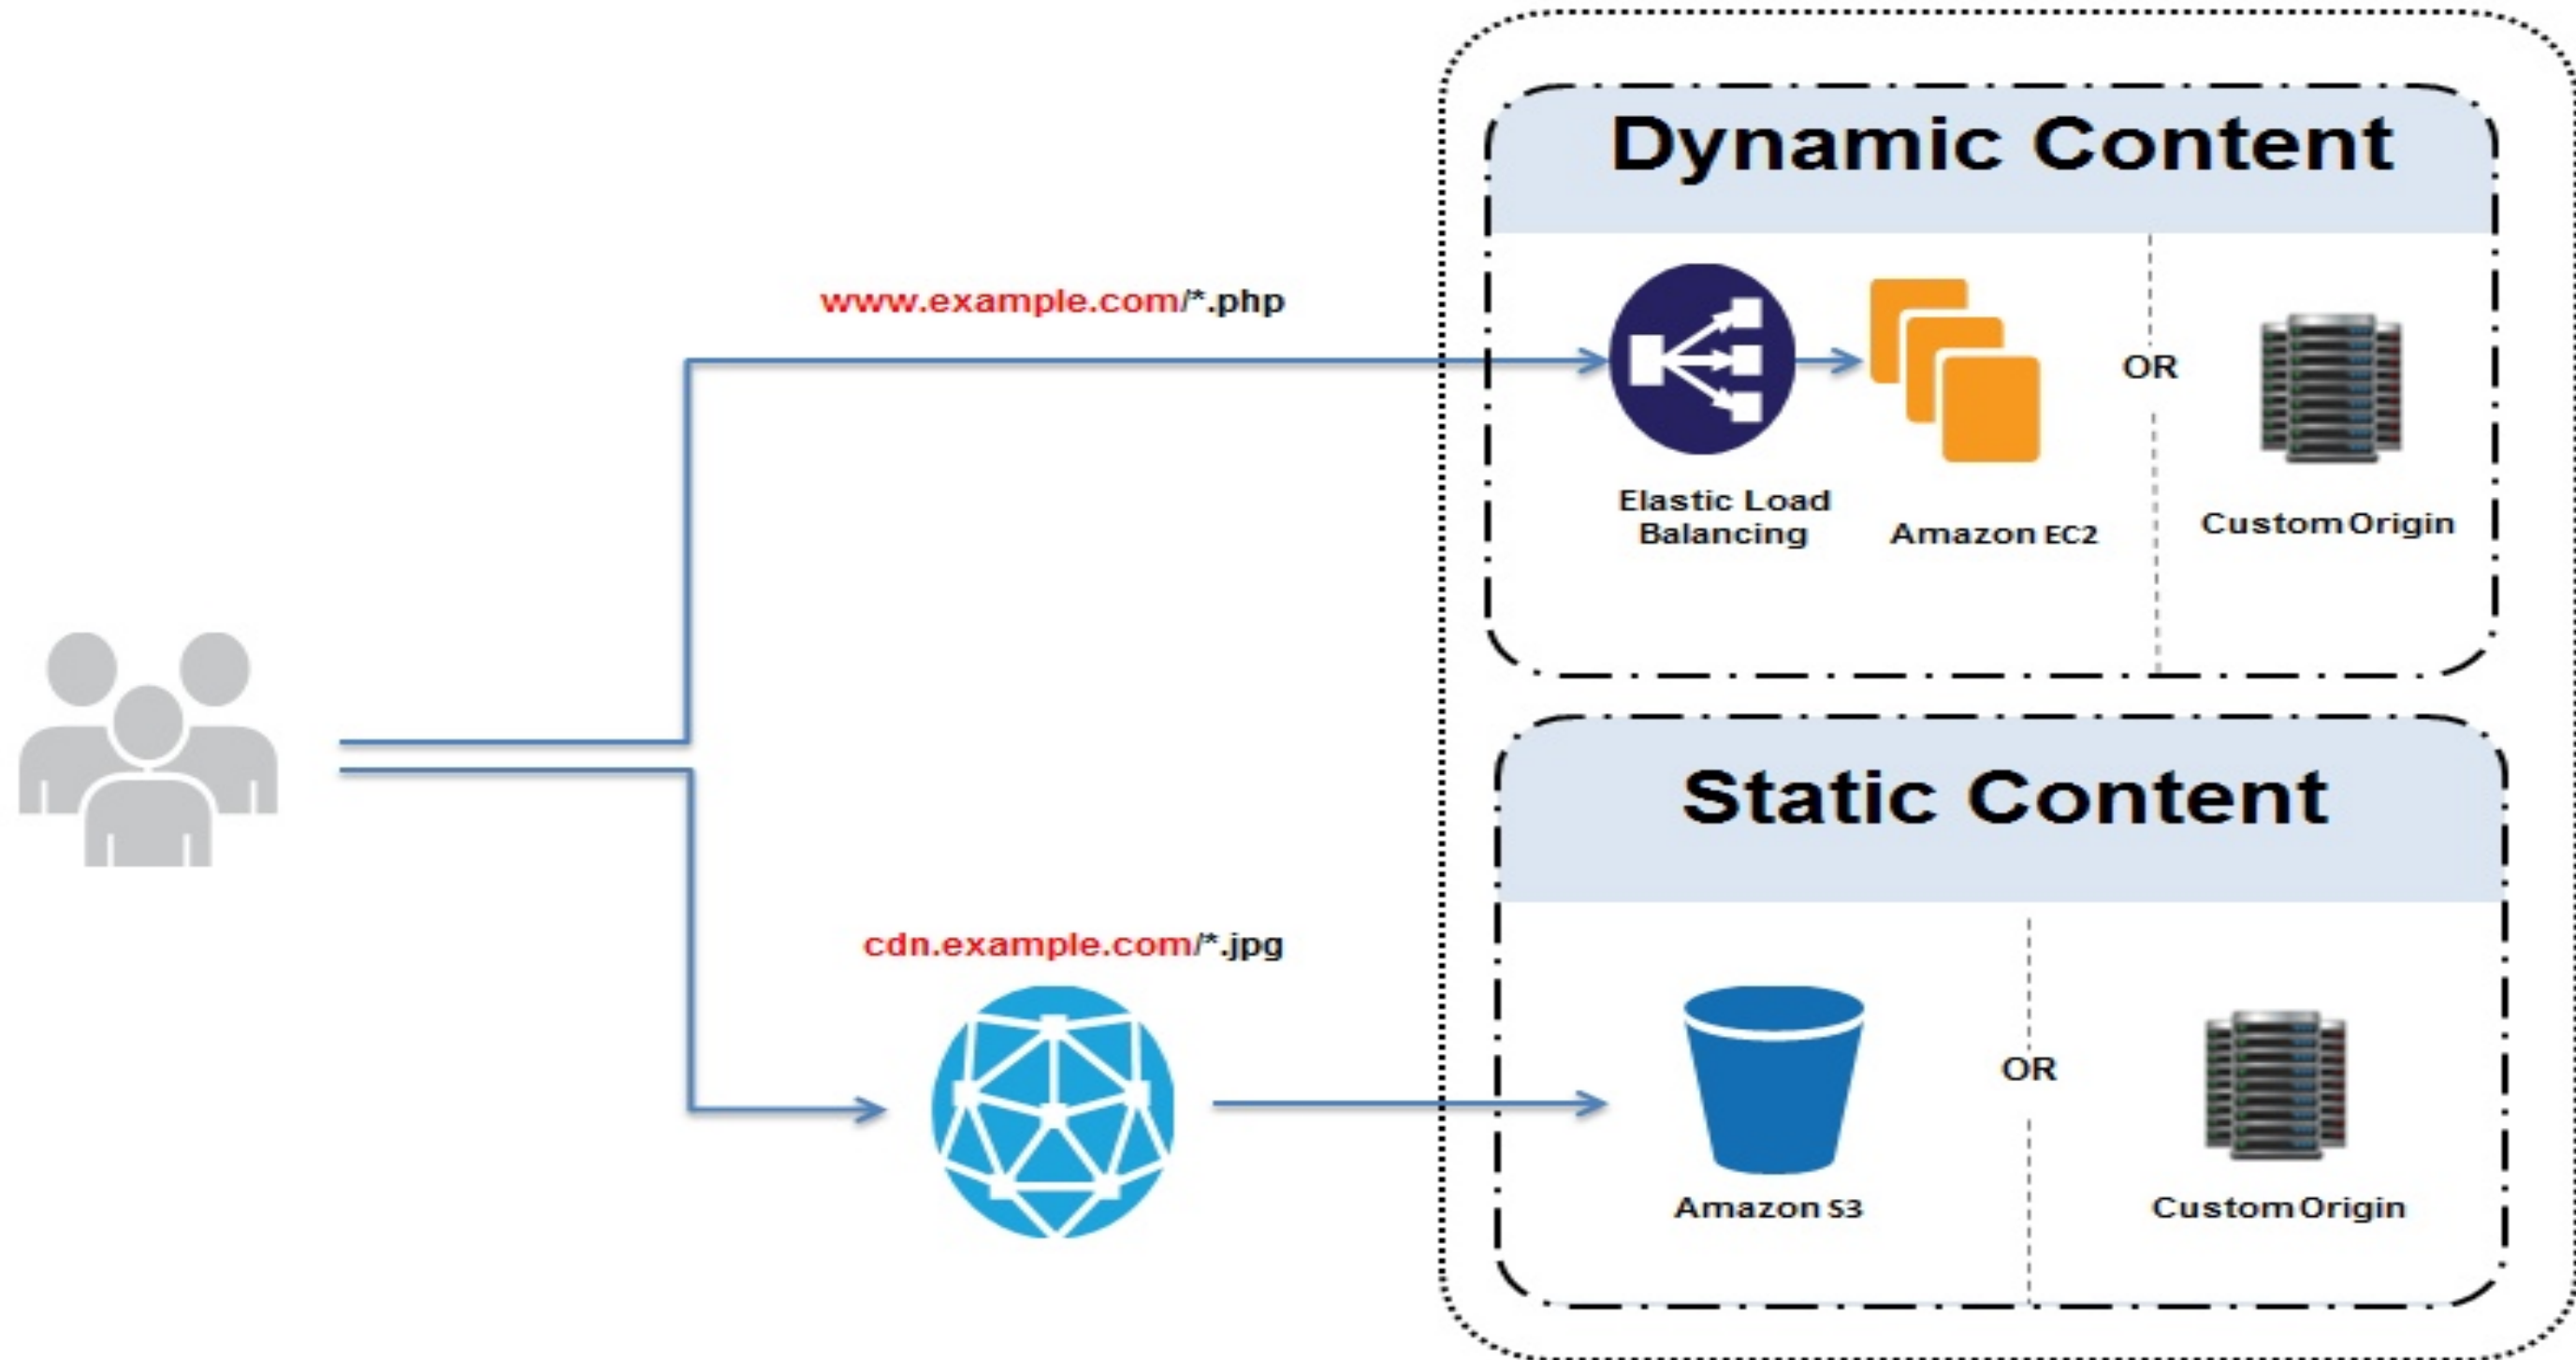 Dynamic Content
www.example.com/*.php
OR
Elastic Load
Balancing
Amazon EC2
Custom Origin
Static Content
cdn.example.com/*.jpg
OR
Amazon S3
Custom Origin